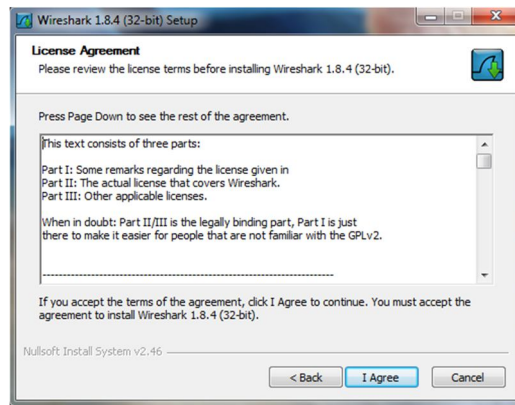 Wireshark 1.8.4 (32-bit) Setup
License Agreement
Please review the license terms before installing Wireshark 1.8.4 (32-bit).
Press Page Down to see the rest of the agreement.
This text consists of three parts:
Part I: Some remarks regarding the license given in
Part II: The actual license that covers Wireshark.
Part III: Other applicable licenses.
When in doubt: Part II/III is the legally binding part, Part I is just
there to make it easier for people that are not familiar with the GPLv2.
------------------------------------------------------------------------
If you accept the terms of the agreement, click I Agree to continue. You must accept the
agreement to install Wireshark 1.8.4 (32-bit).
Nullsoft Install System v2.46
< Back
I Agree
Cancel